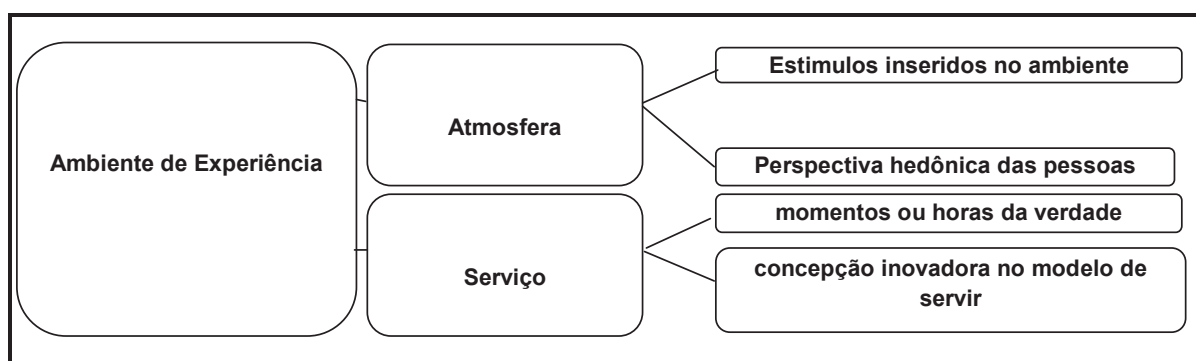 Ambiente de Experiência
Atmosfera
Estimulos inseridos no ambiente
Perspectiva hedônica das pessoas
Serviço
momentos ou horas da verdade
concepção inovadora no modelo de
servir